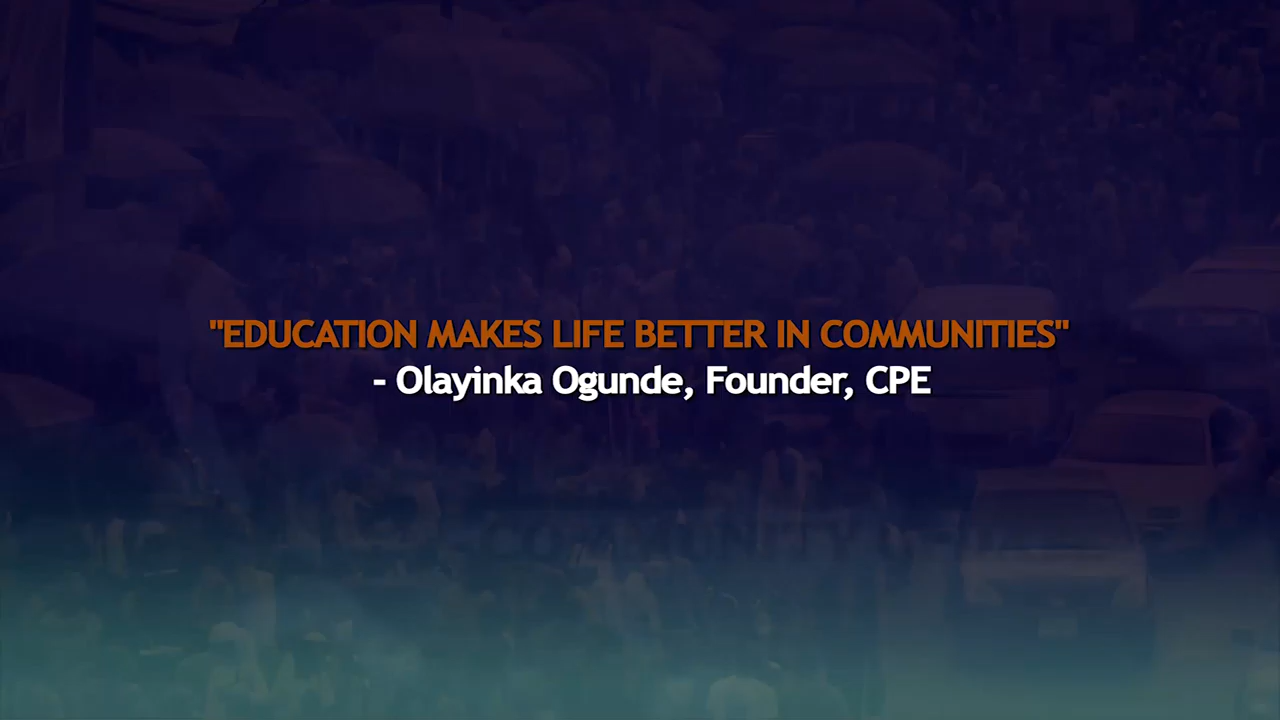 "EDUCATION MAKES LIFE BETTER IN COMMUNITIES"
- Olayinka Ogunde, Founder, CPE